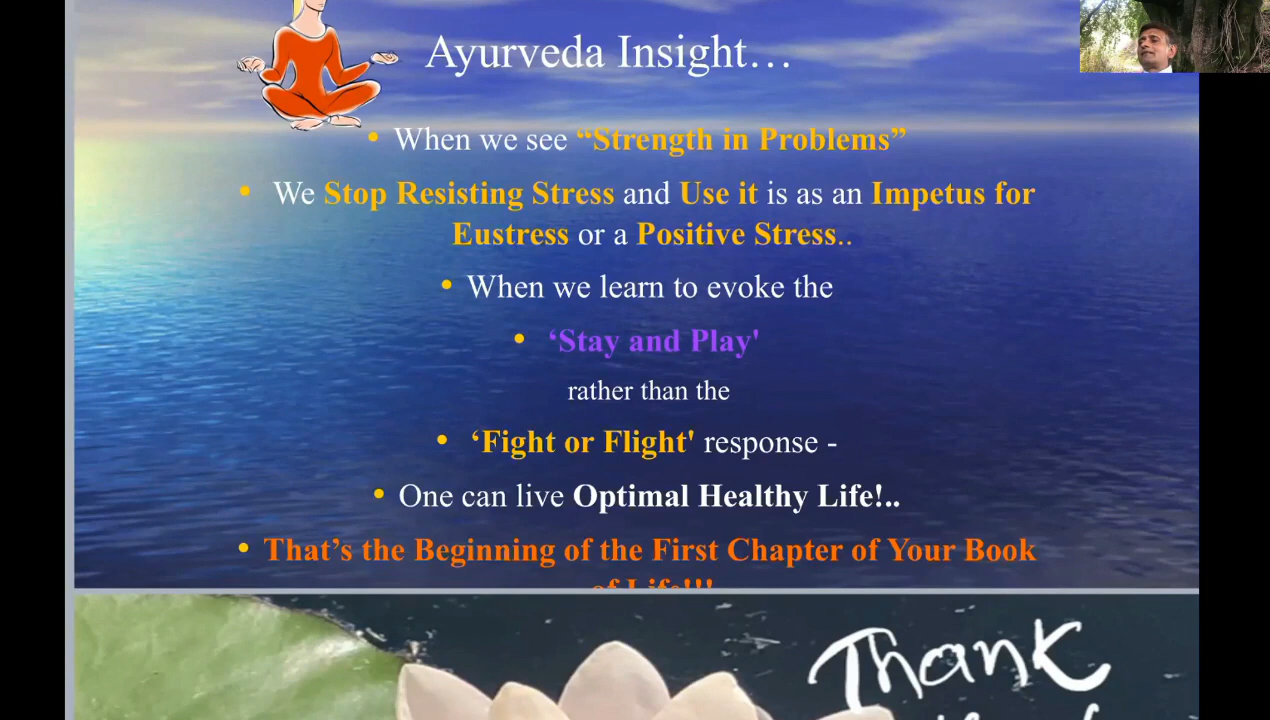 Ayurveda Insight…
• When we see “Strength in Problems”
• We Stop Resisting Stress and Use it is as an Impetus for
Eustress or a Positive Stress..
• When we learn to evoke the
• ‘Stay and Play'
rather than the
• ‘Fight or Flight' response -
• One can live Optimal Healthy Life!..
• That’s the Beginning of the First Chapter of Your Book
of Life!!!
Thank